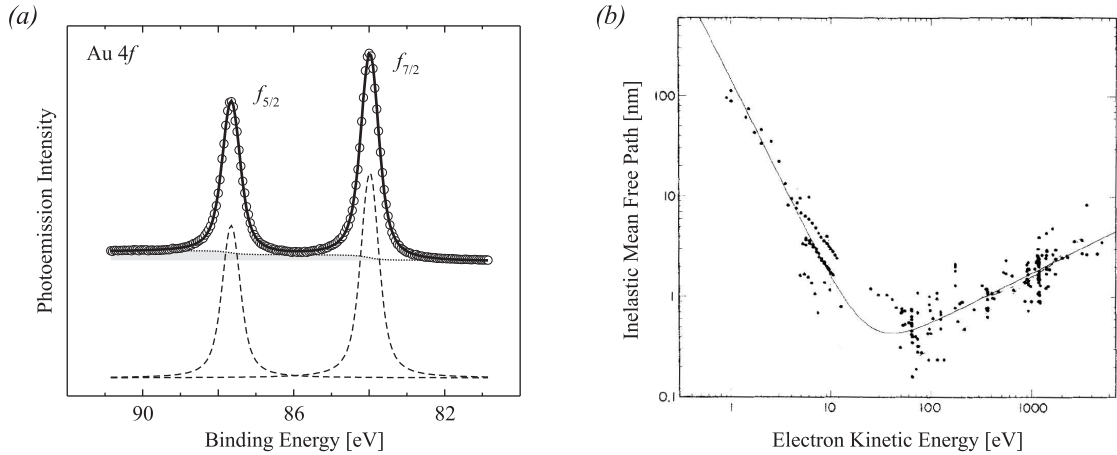 (a)
Au 4f
f5/2
f7/2
Photoemission Intensity
90
86
82
Binding Energy [eV]
(b)
100
10
1
0.1
Inelastic Mean Free Path [nm]
1
10
100
1000
Electron Kinetic Energy [eV]